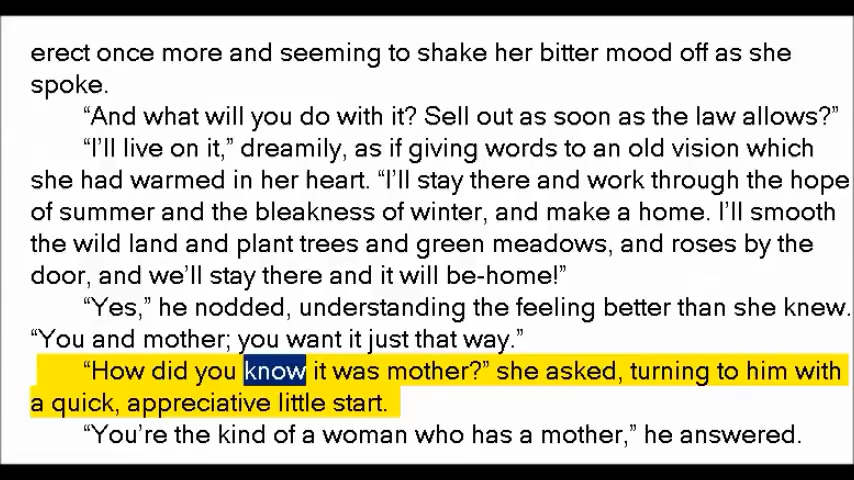 erect once more and seeming to shake her bitter mood off as she
spoke.
“And what will you do with it? Sell out as soon as the law allows?”
“I’ll live on it,” dreamily, as if giving words to an old vision which
she had warmed in her heart. “I’ll stay there and work through the hope
of summer and the bleakness of winter, and make a home. I’ll smooth
the wild land and plant trees and green meadows, and roses by the
door, and we’ll stay there and it will be-home!”
“Yes,” he nodded, understanding the feeling better than she knew.
“You and mother; you want it just that way.”
“How did you know it was mother?” she asked, turning to him with
a quick, appreciative little start.
“You’re the kind of a woman who has a mother,” he answered.